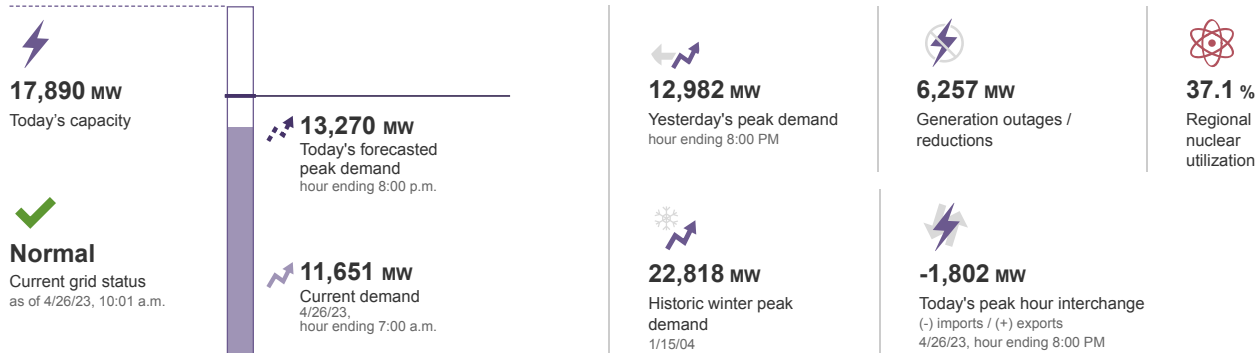 17,890 MW
Today's capacity
Normal
Current grid status
as of 4/26/23, 10:01 a.m.
13,270 MW
Today's forecasted
peak demand
hour ending 8:00 p.m.
11,651 MW
Current demand
4/26/23,
hour ending 7:00 a.m.
12,982 MW
Yesterday's peak demand
hour ending 8:00 PM
6,257 MW
Generation outages /
reductions
37.1 %
Regional
nuclear
utilization
22,818 MW
Historic winter peak
demand
1/15/04
-1,802 MW
Today's peak hour interchange
(-) imports / (+) exports
4/26/23, hour ending 8:00 PM